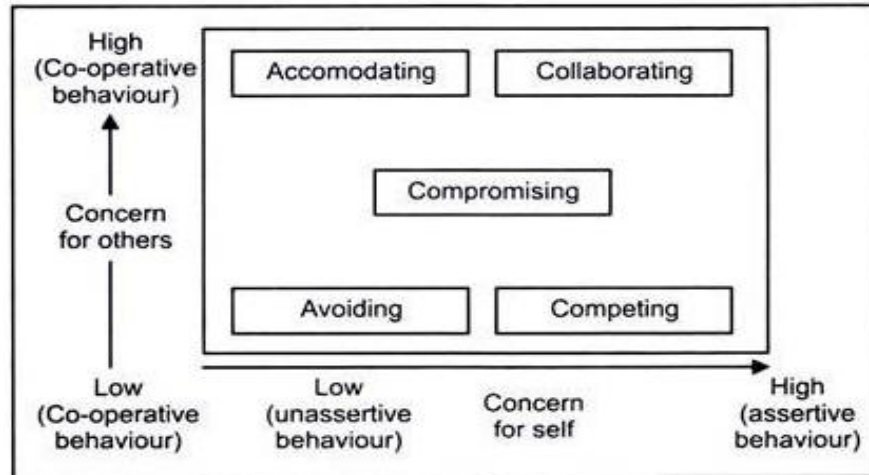 High
(Co-operative
behaviour)
Accomodating
Collaborating
Compromising
Concern
for others
Avoiding
Competing
Low
(Co-operative
behaviour)
Low
(unassertive
behaviour)
Concern
for self
High
(assertive
behaviour)